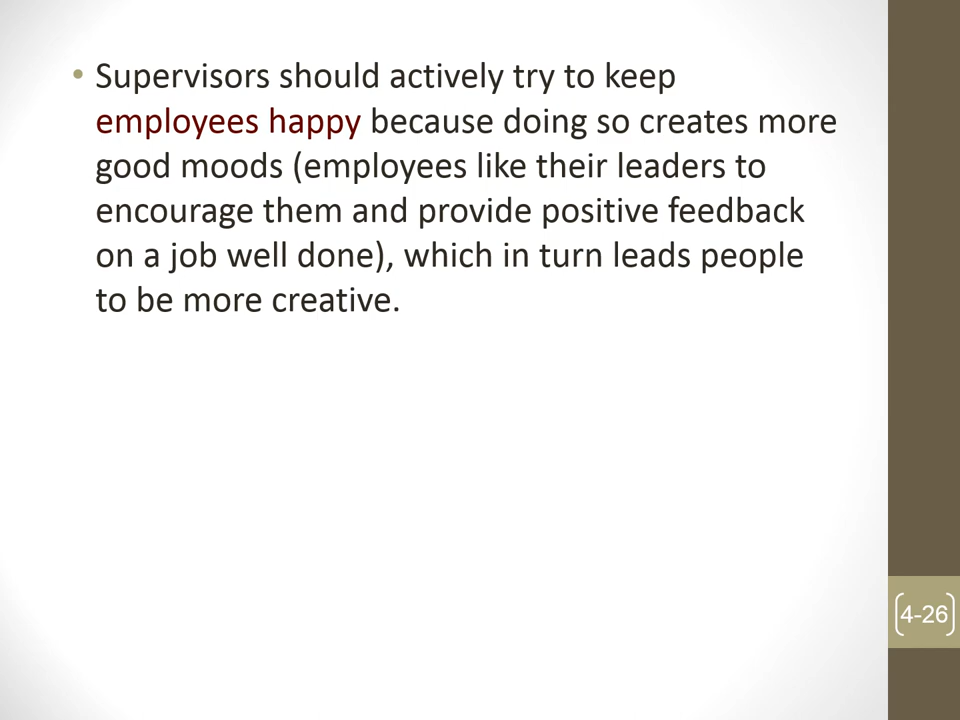 • Supervisors should actively try to keep
employees happy because doing so creates more
good moods (employees like their leaders to
encourage them and provide positive feedback
on a job well done), which in turn leads people
to be more creative.
4-26